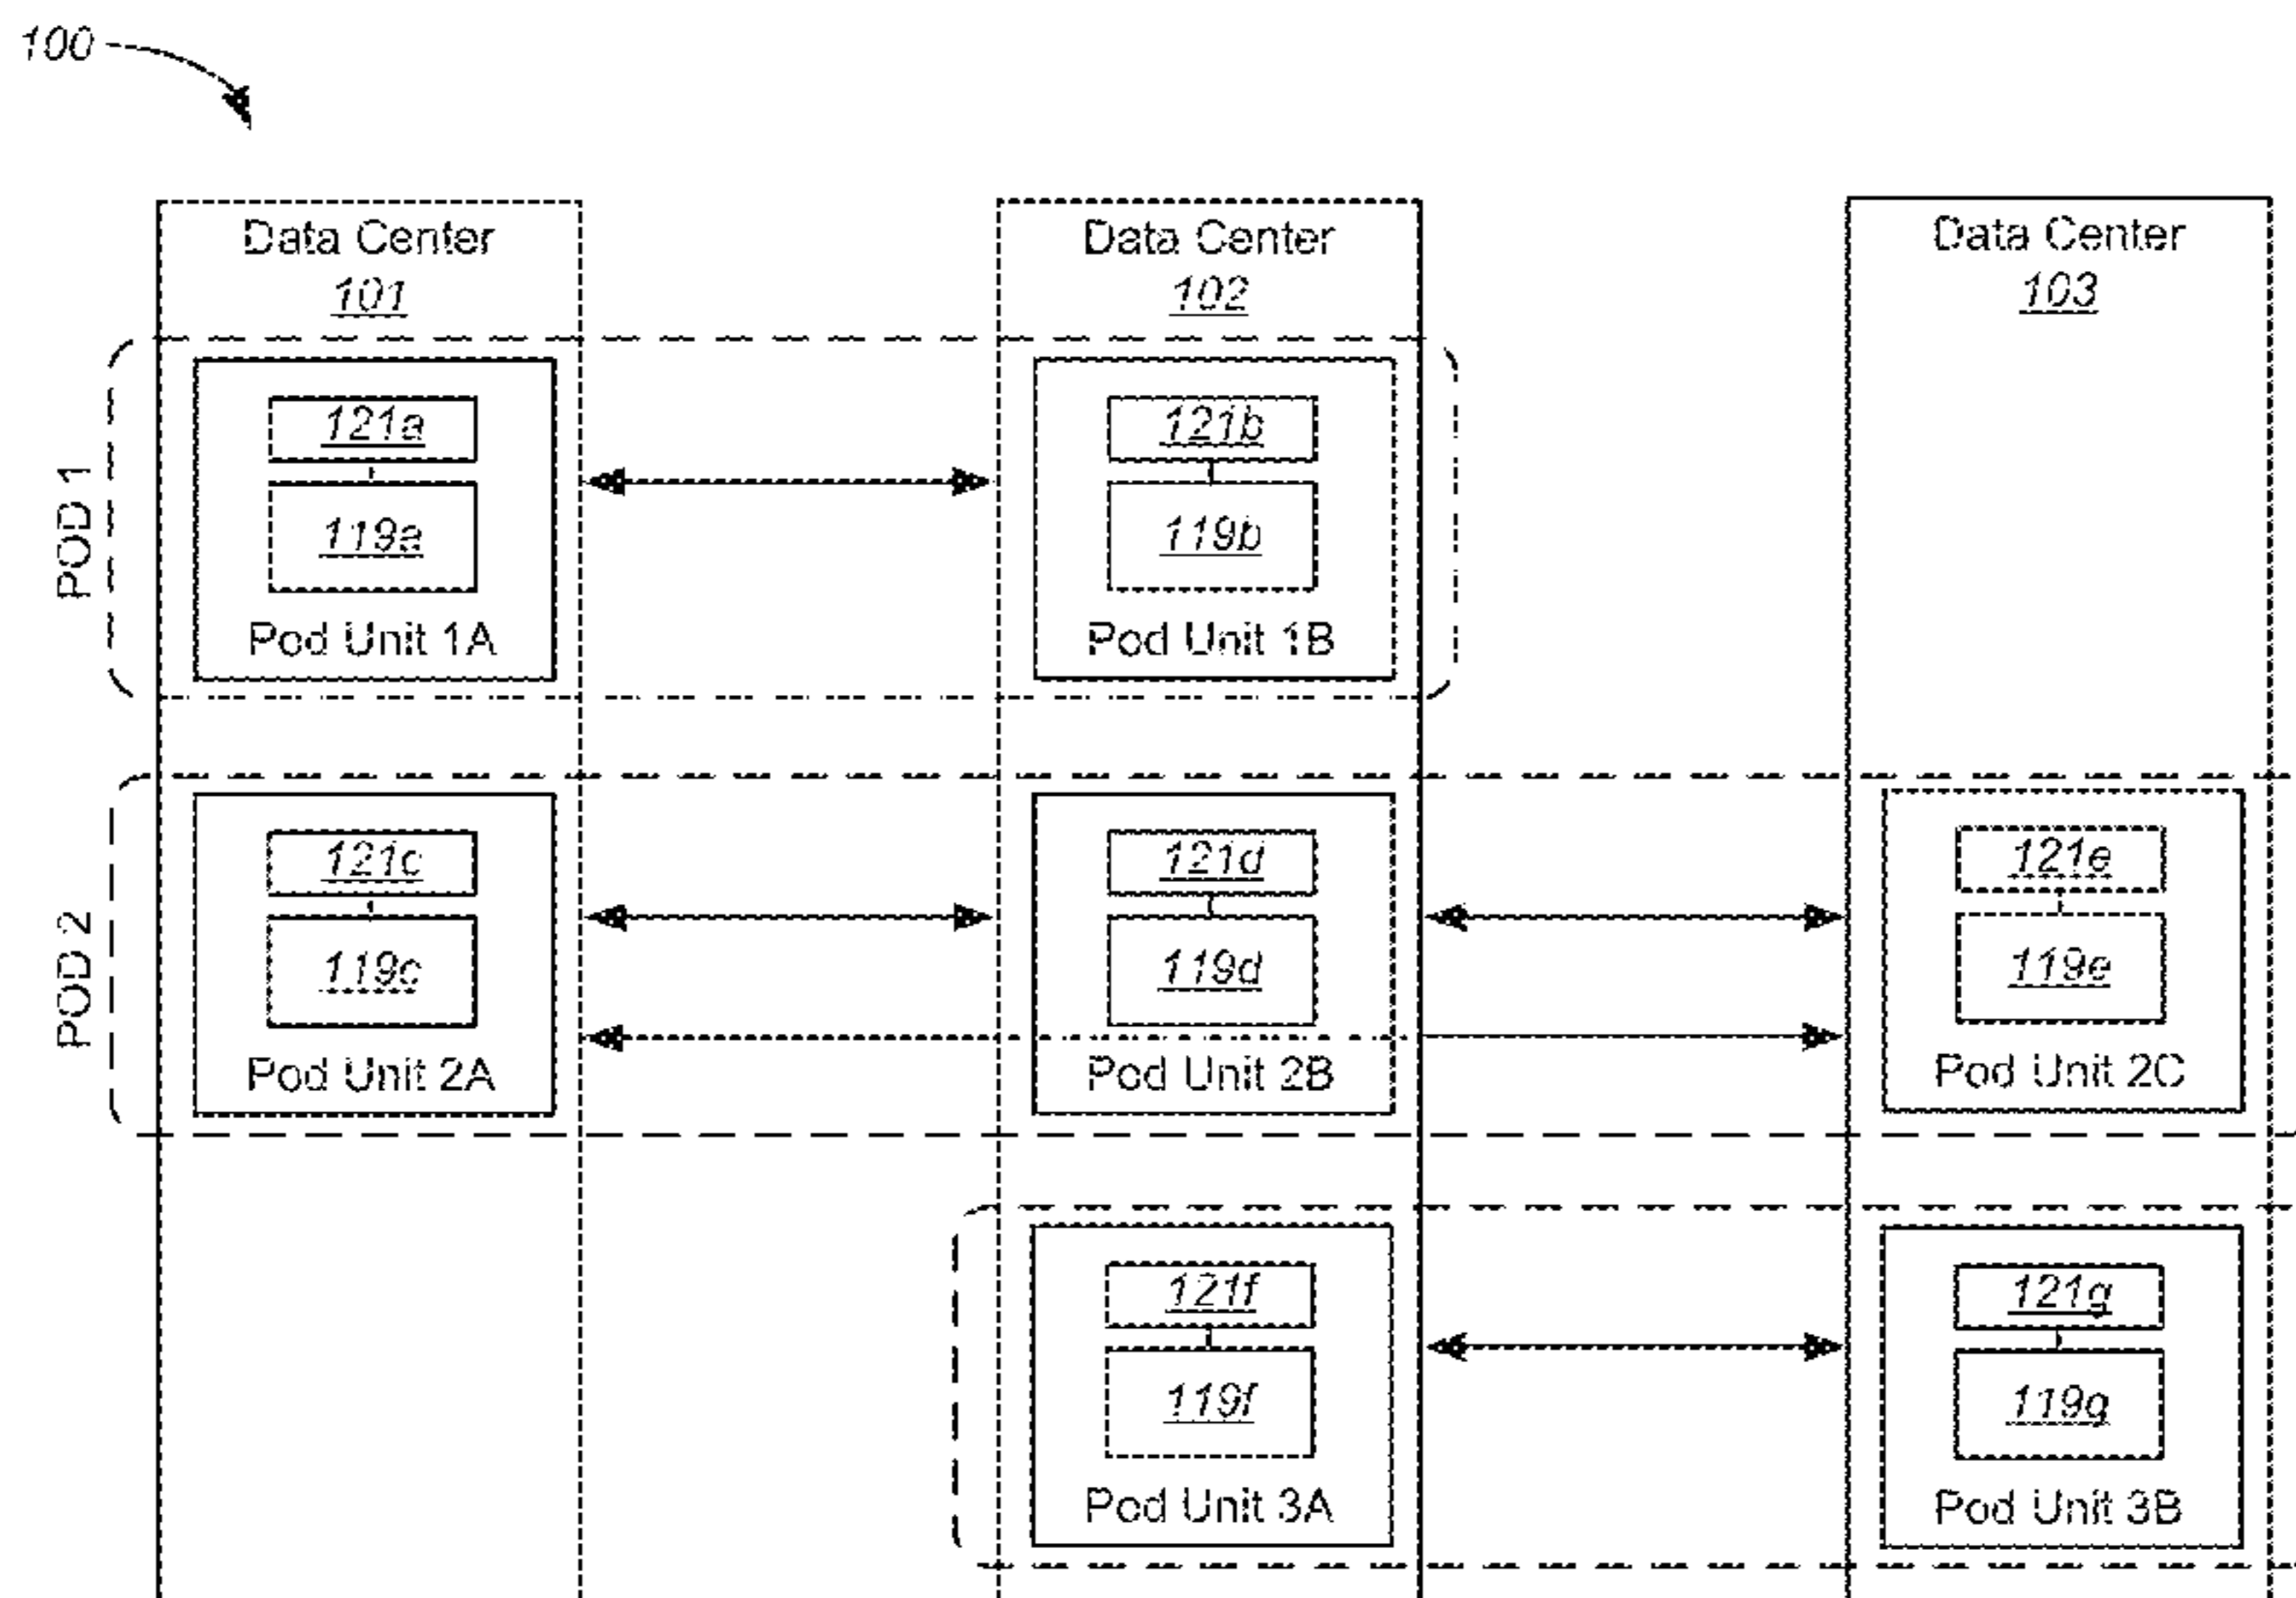 100
Data Center
101
Data Center
102
Data Center
103
POD 1
121a
119a
Pod Unit 1A
121b
119b
Pod Unit 1B
POD 2
121c
119c
Pod Unit 2A
121d
119d
Pod Unit 2B
121e
119e
Pod Unit 2C
121f
119f
Pod Unit 3A
121g
119g
Pod Unit 3B